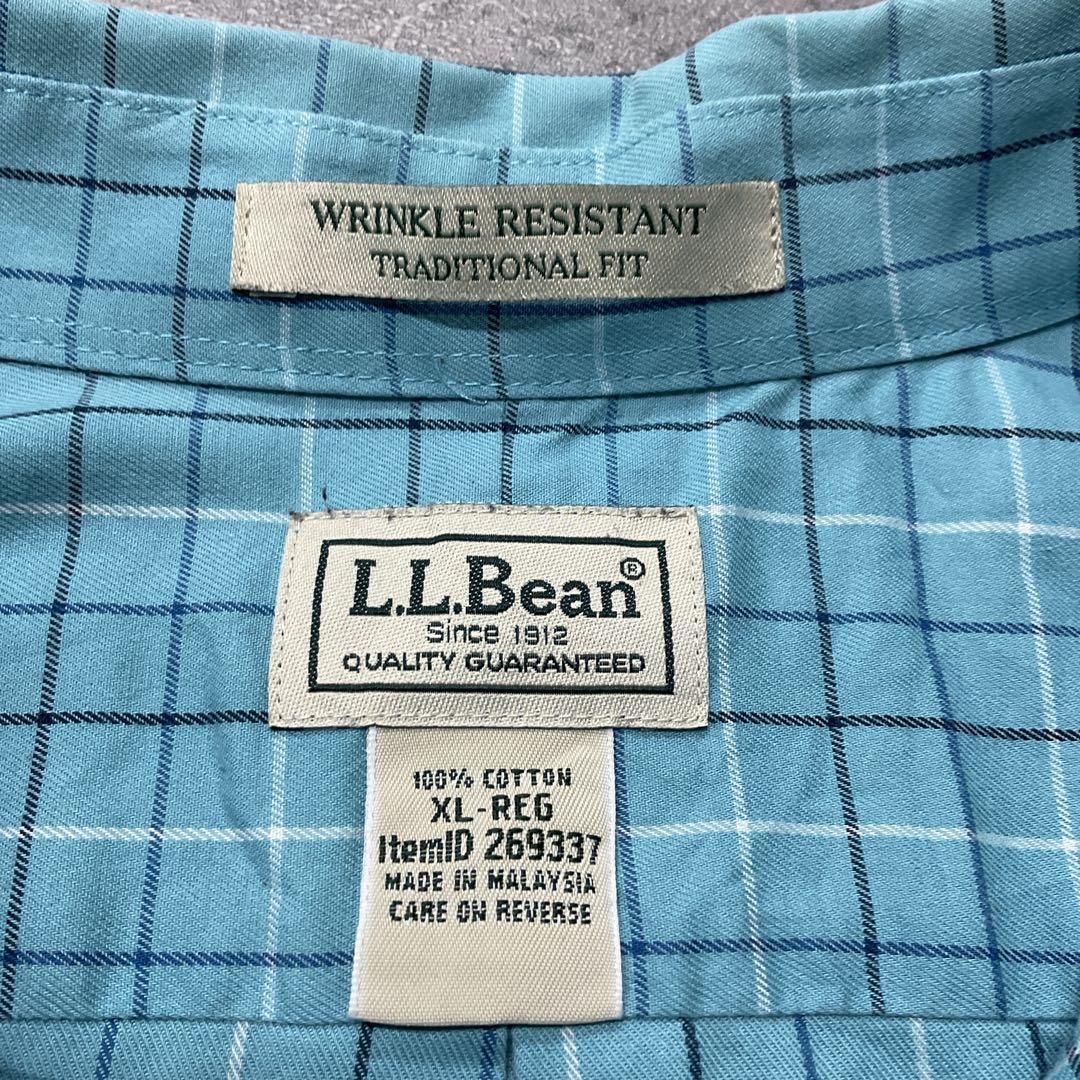 WRINKLE RESISTANT
TRADITIONAL FIT
L.L.Bean®
Since 1912
QUALITY GUARANTEED
100% COTTON
XL-REG
ItemID 269337
MADE IN MALAYSIA
CARE ON REVERSE